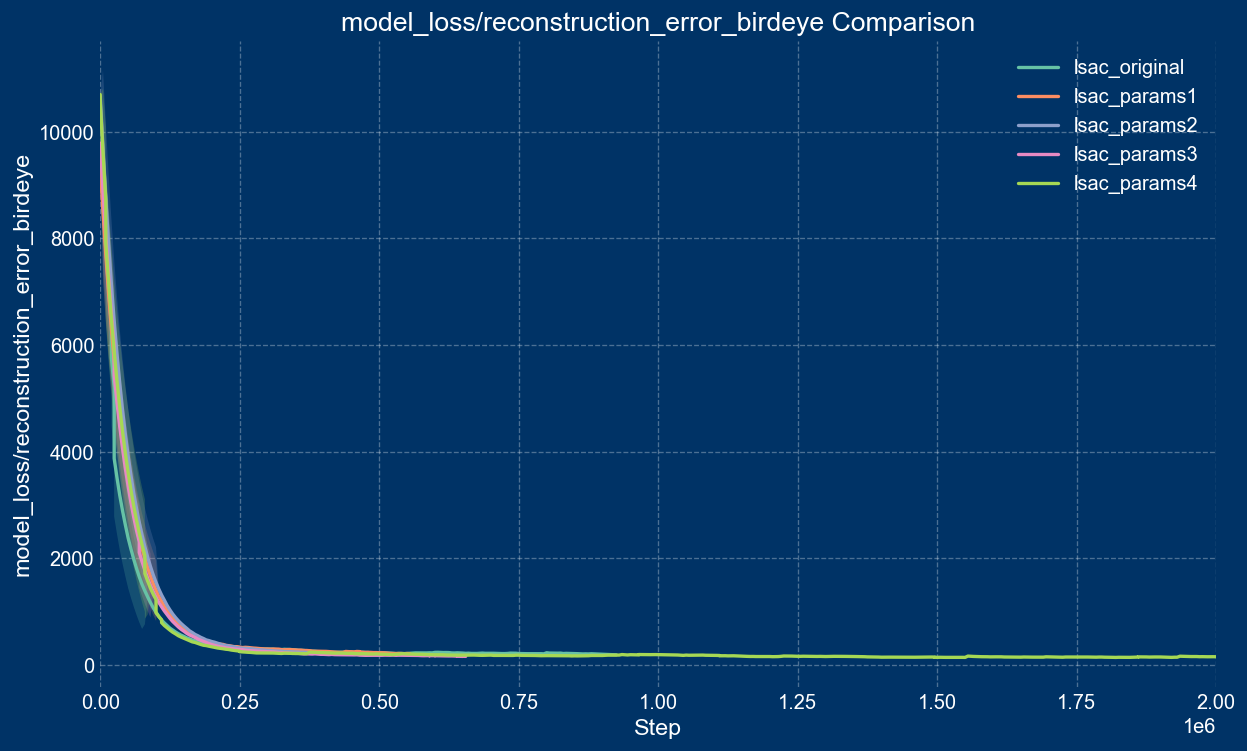 model_loss/reconstruction_error_birdeye Comparison
lsac_original
lsac_params1
lsac_params2
lsac_params3
lsac_params4
model_loss/reconstruction_error_birdeye
10000
8000
6000
4000
2000
0
0.00 0.25 0.50 0.75 1.00 1.25 1.50 1.75 2.00
Step
1e6